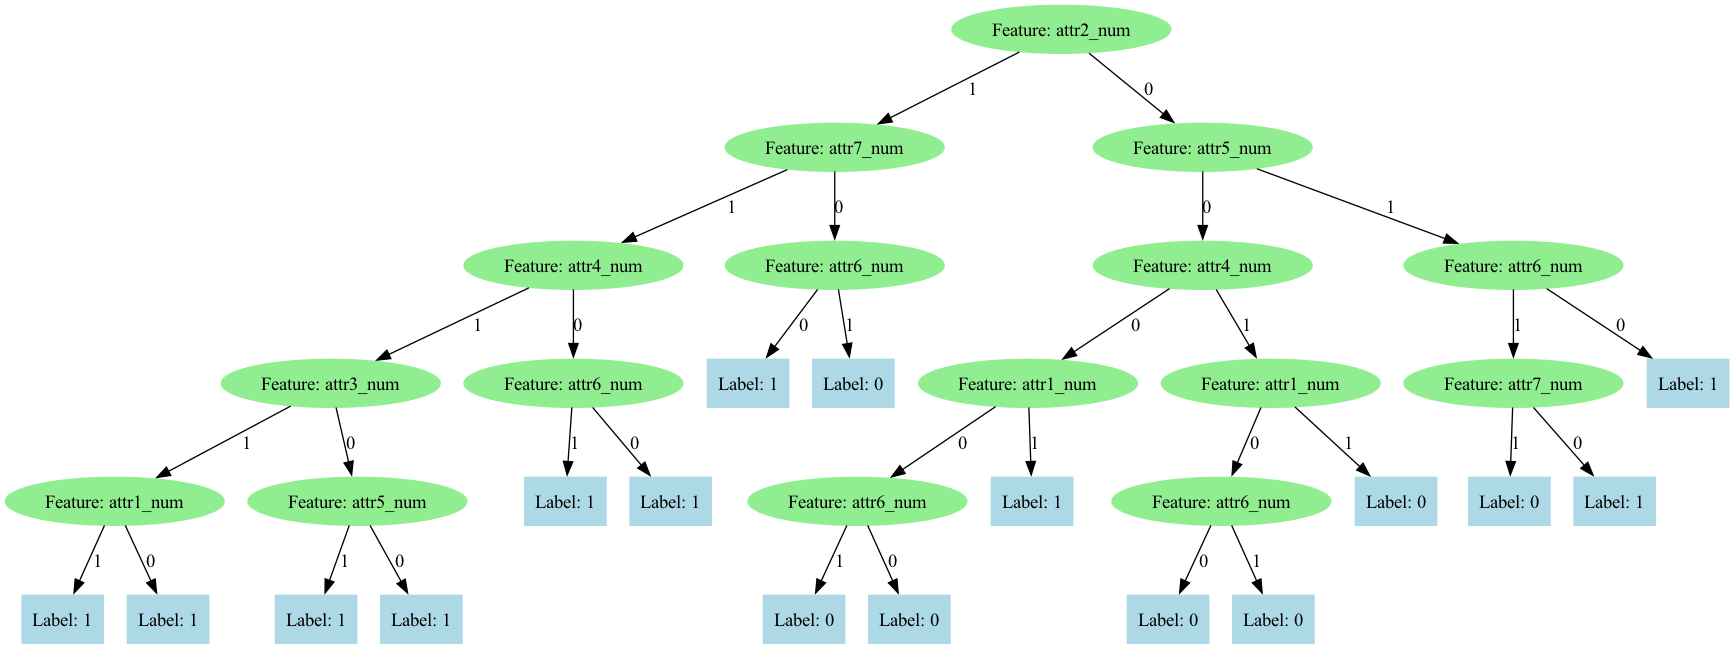 Feature: attr2_num
1
0
Feature: attr7_num
Feature: attr5_num
1
0
0
1
Feature: attr4_num
Feature: attr6_num
Feature: attr4_num
Feature: attr6_num
1
0
0
1
0
1
1
0
Feature: attr3_num
Feature: attr6_num
Label: 1
Label: 0
Feature: attr1_num
Feature: attr1_num
Feature: attr7_num
Label: 1
1
0
1
0
0
1
0
1
1
0
Feature: attr1_num
Feature: attr5_num
Label: 1
Label: 1
Feature: attr6_num
Label: 1
Feature: attr6_num
Label: 0
Label: 0
Label: 1
1
0
1
0
1
0
0
1
Label: 1
Label: 1
Label: 1
Label: 1
Label: 0
Label: 0
Label: 0
Label: 0